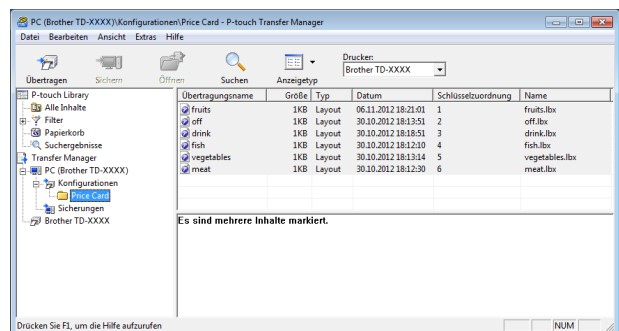 PC (Brother TD-XXXX)\Konfigurationen\Price Card - P-touch Transfer Manager
Datei Bearbeiten Ansicht Extras Hilfe
Drucker:
Brother TD-XXXX
Übertragen Sichern Öffnen Suchen Anzeigetyp
P-touch Library
Alle Inhalte
Filter
Papierkorb
Suchergebnisse
Transfer Manager
PC (Brother TD-XXXX)
Konfigurationen
Price Card
Sicherungen
Brother TD-XXXX
Übertragungsname Größe Typ Datum Schlüsselzuordnung Name
fruits 1KB Layout 06.11.2012 18:21:01 1 fruits.lbx
off 1KB Layout 30.10.2012 18:13:51 2 off.lbx
drink 1KB Layout 30.10.2012 18:18:51 3 drink.lbx
fish 1KB Layout 30.10.2012 18:12:10 4 fish.lbx
vegetables 1KB Layout 30.10.2012 18:13:14 5 vegetables.lbx
meat 1KB Layout 30.10.2012 18:12:30 6 meat.lbx
Es sind mehrere Inhalte markiert.
Drücken Sie F1, um die Hilfe aufzurufen NUM